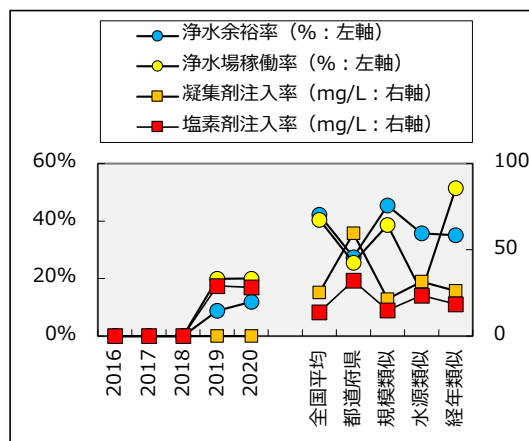 浄水余裕率（%：左軸）
浄水場稼働率（%：左軸）
凝集剤注入率（mg/L：右軸）
塩素剤注入率（mg/L：右軸）
60%
40%
20%
0%
100
50
0
2016
2017
2018
2019
2020
全国平均
都道府県
規模類似
水源類似
経年類似